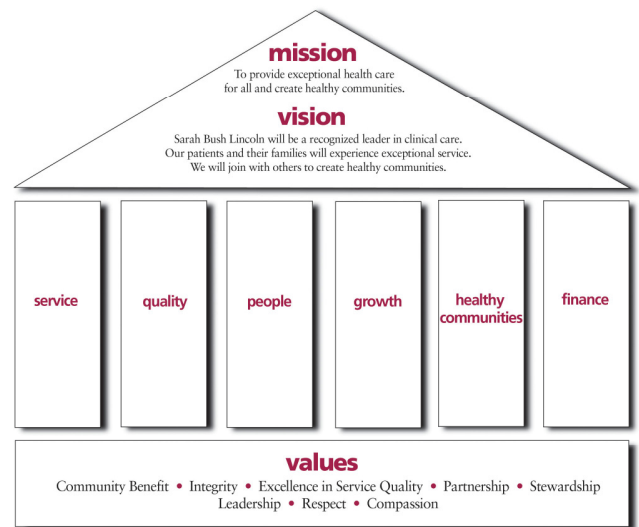 mission
To provide exceptional health care
for all and create healthy communities.
vision
Sarah Bush Lincoln will be a recognized leader in clinical care.
Our patients and their families will experience exceptional service.
We will join with others to create healthy communities.
service
quality
people
growth
healthy
communities
finance
values
Community Benefit • Integrity • Excellence in Service Quality • Partnership • Stewardship
Leadership • Respect • Compassion